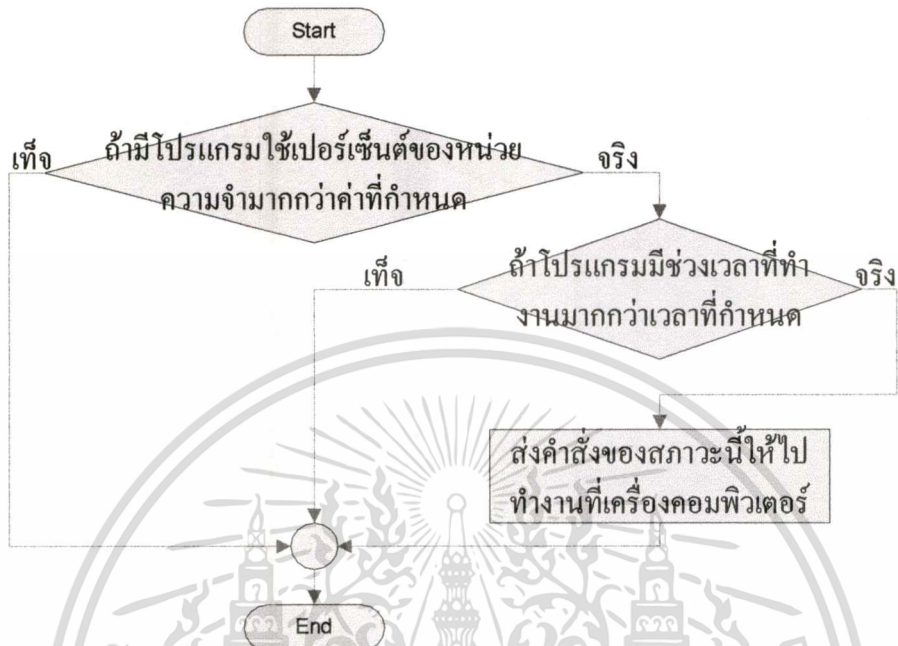 Start
ถ้ามีโปรแกรมใช้เปอร์เซ็นต์ของหน่วย
ความจำมากกว่าค่าที่กำหนด
เท็จ
จริง
ถ้าโปรแกรมมีช่วงเวลาที่ทำ
งานมากกว่าเวลาที่กำหนด
เท็จ
จริง
ส่งคำสั่งของสภาวะนี้ให้ไป
ทำงานที่เครื่องคอมพิวเตอร์
End